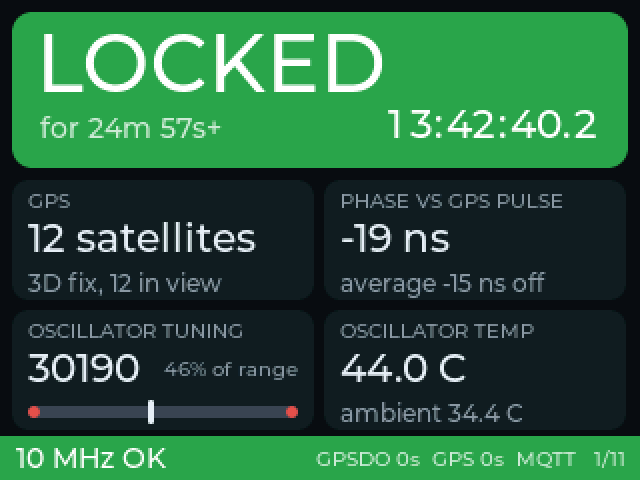 LOCKED
for 24m 57s+
13:42:40.2
GPS
12 satellites
3D fix, 12 in view
PHASE VS GPS PULSE
-19 ns
average -15 ns off
OSCILLATOR TUNING
30190
46% of range
OSCILLATOR TEMP
44.0 C
ambient 34.4 C
10 MHz OK
GPSDO 0s GPS 0s MQTT 1/11